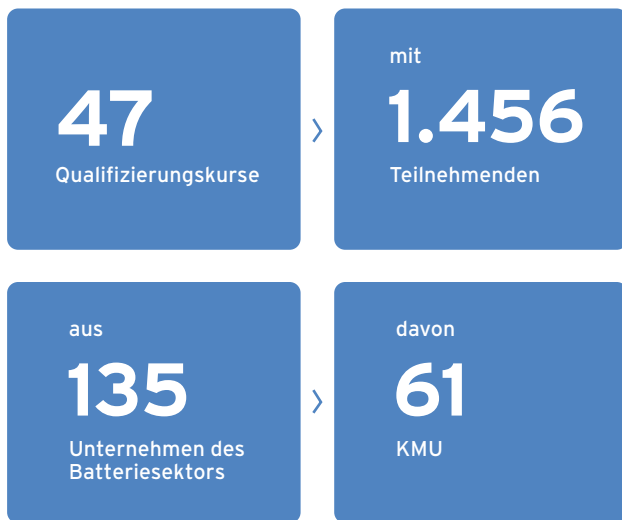 47
Qualifizierungskurse
mit
1.456
Teilnehmenden
aus
135
Unternehmen des
Batteriesektors
davon
61
KMU